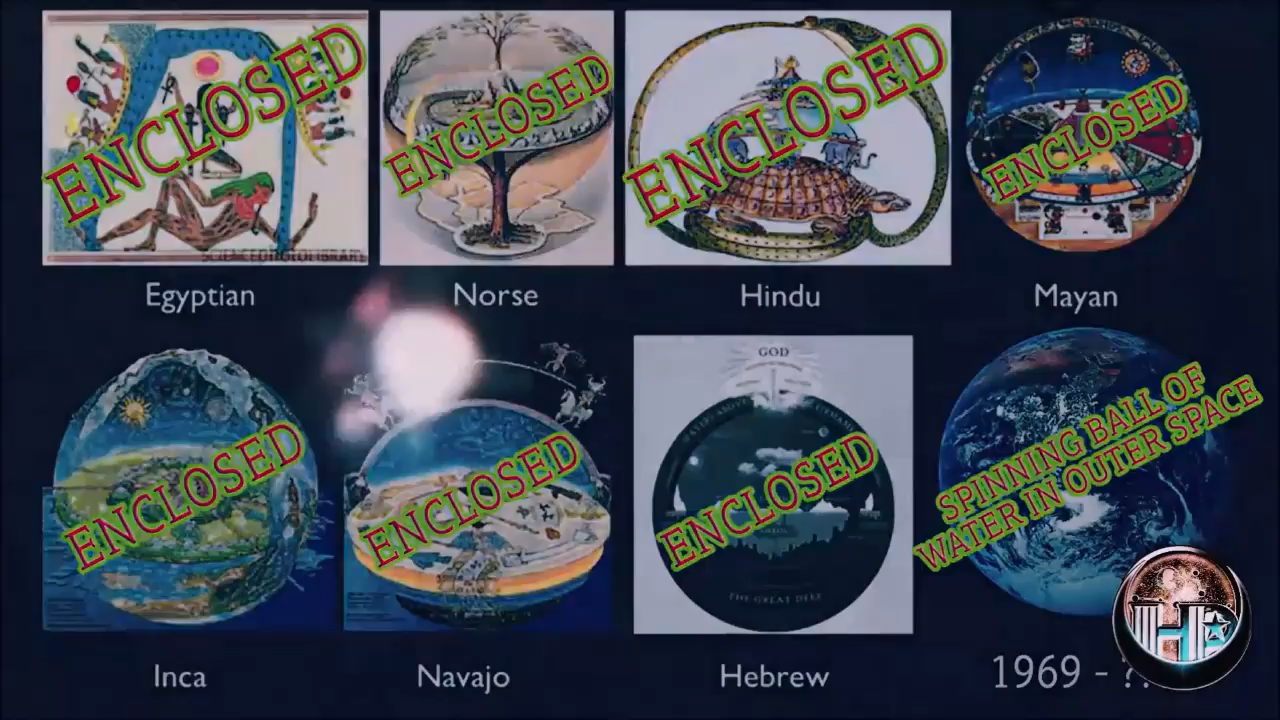 ENCLOSED
ENCLOSED
ENCLOSED
ENCLOSED
Egyptian
Norse
Hindu
Mayan
GOD
ENCLOSED
ENCLOSED
ENCLOSED
SPINNING BALL OF
WATER IN OUTER SPACE
THE GREAT DEEP
Inca
Navajo
Hebrew
1969 - ??